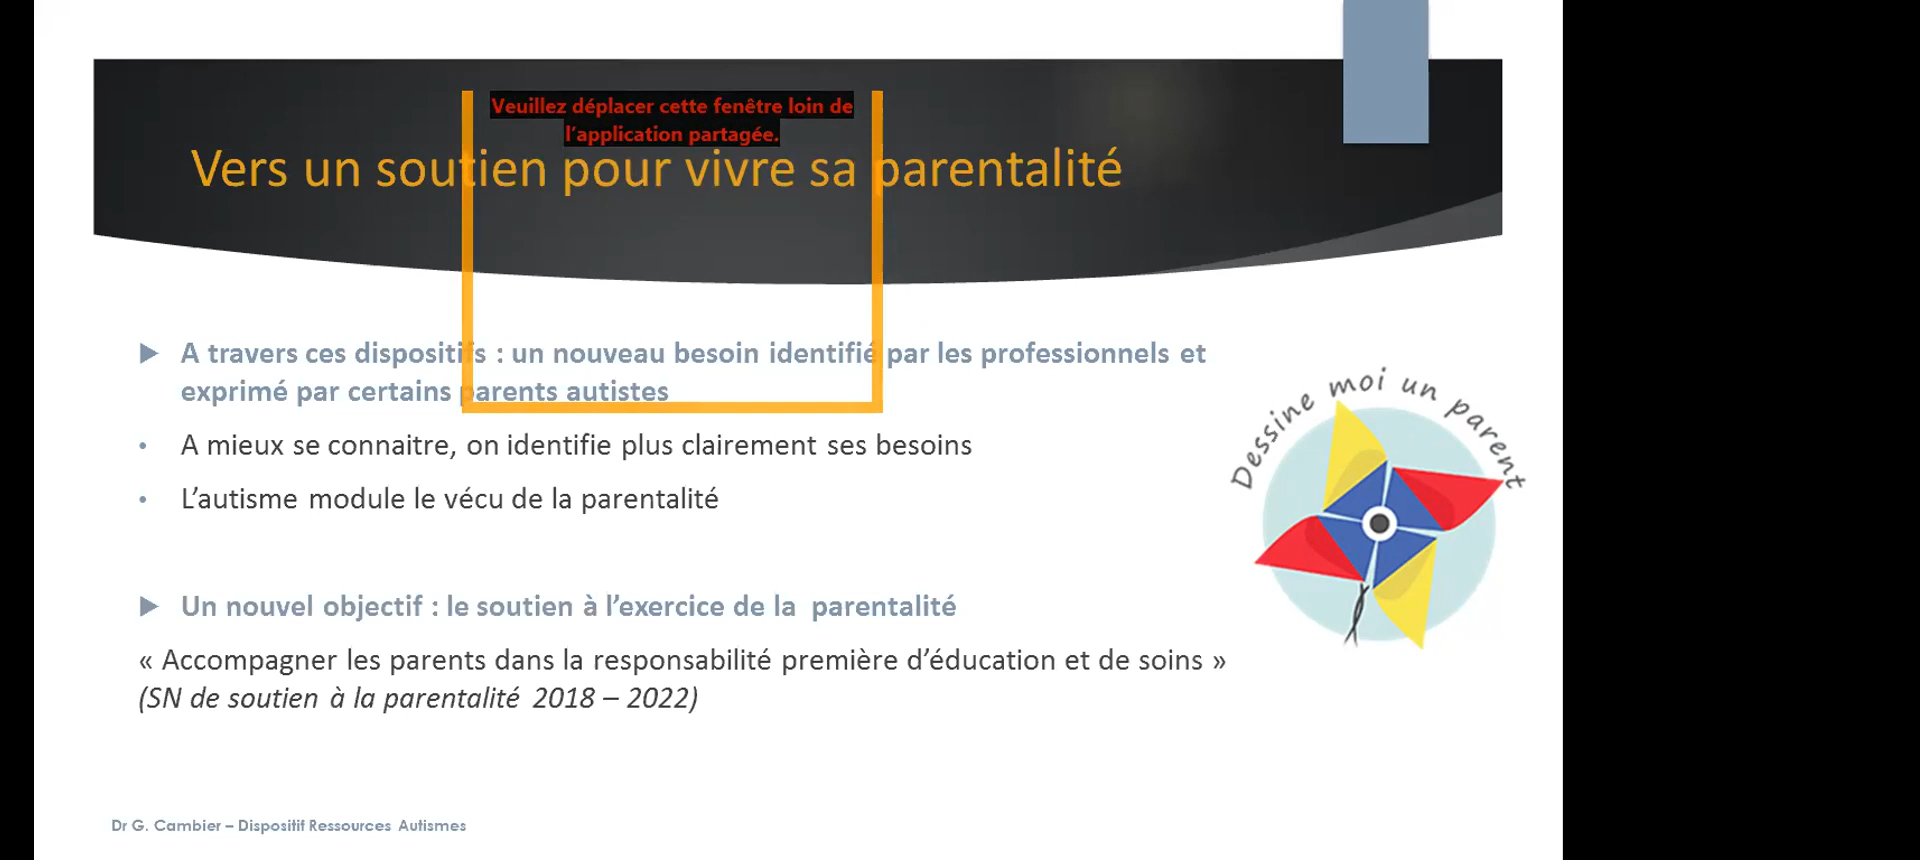 Veuillez déplacer cette fenêtre loin de
l'application partagée.
Vers un soutien pour vivre sa parentalité
A travers ces dispositifs : un nouveau besoin identifié par les professionnels et
exprimé par certains parents autistes
• A mieux se connaitre, on identifie plus clairement ses besoins
• L'autisme module le vécu de la parentalité
Dessine moi un parent
Un nouvel objectif : le soutien à l'exercice de la parentalité
« Accompagner les parents dans la responsabilité première d'éducation et de soins »
(SN de soutien à la parentalité 2018 – 2022)
Dr G. Cambier – Dispositif Ressources Autismes